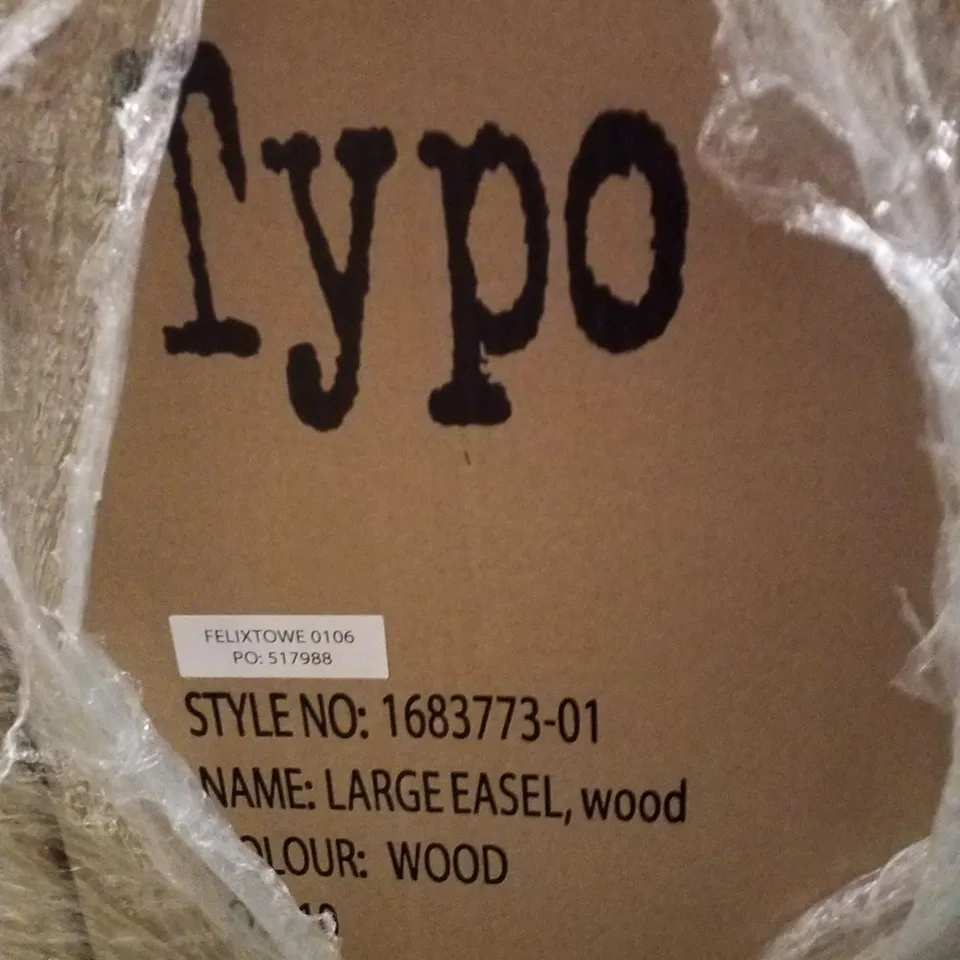 Typo
FELIXTOWE 0106
PO: 517988
STYLE NO: 1683773-01
NAME: LARGE EASEL, wood
OLOUR: WOOD